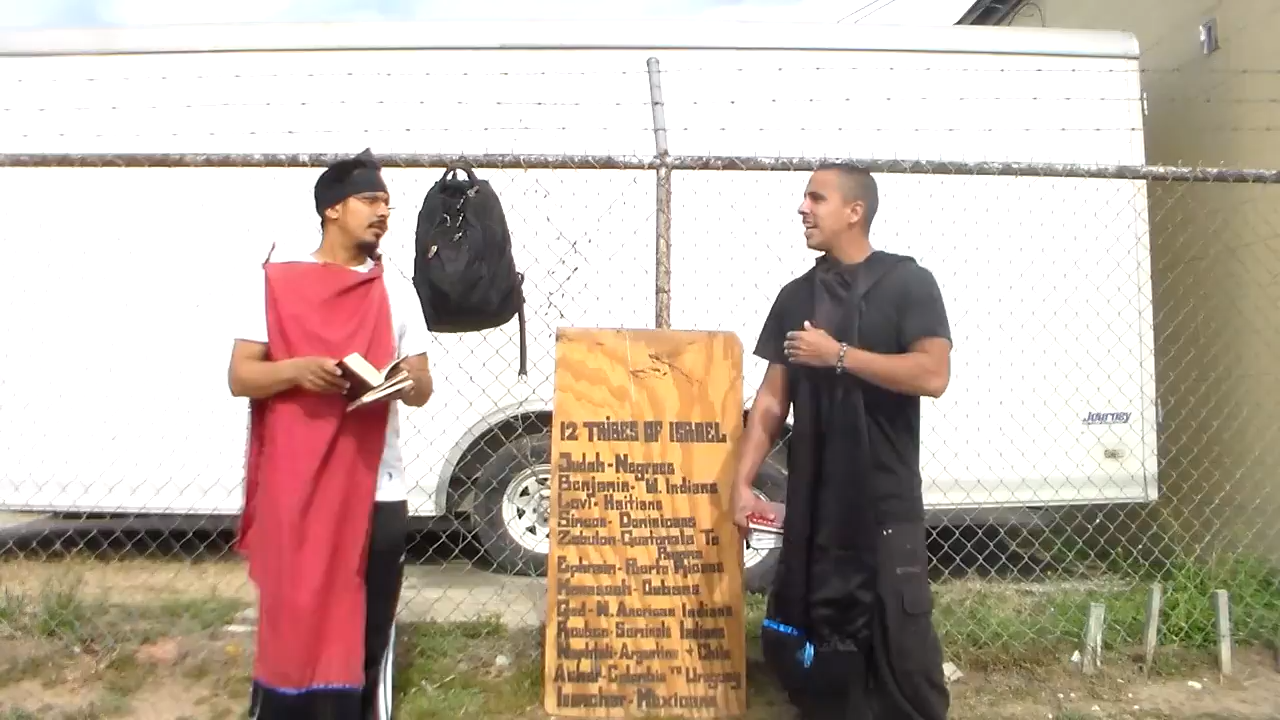 12 TRIBES OF ISRAEL
Judah - Negroes
Benjamin - W. Indians
Levi - Haitians
Simeon - Dominicans
Zebulon - Guatemala To
Panama
Ephraim - Puerto Ricans
Manasseh - Cubans
Gad - N. American Indians
Reuben - Seminole Indians
Naphtali - Argentina + Chile
Asher - Columbia to Uruguay
Issachar - Mexicans
Journey